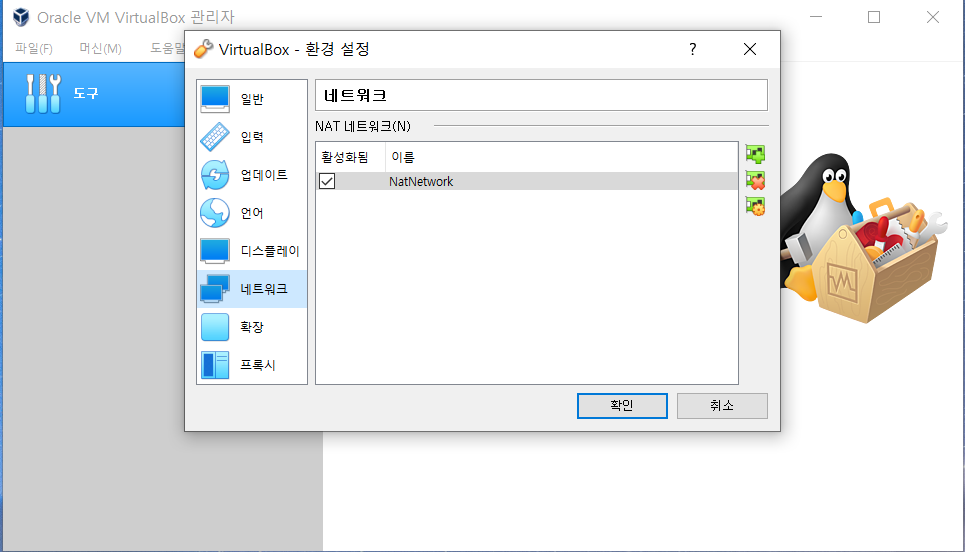 Oracle VM VirtualBox 관리자
파일(F) 머신(M) 도움말
VirtualBox - 환경 설정 ?
도구
일반
입력
업데이트
언어
디스플레이
네트워크
확장
프록시
네트워크
NAT 네트워크(N)
활성화됨 이름
NatNetwork
확인 취소